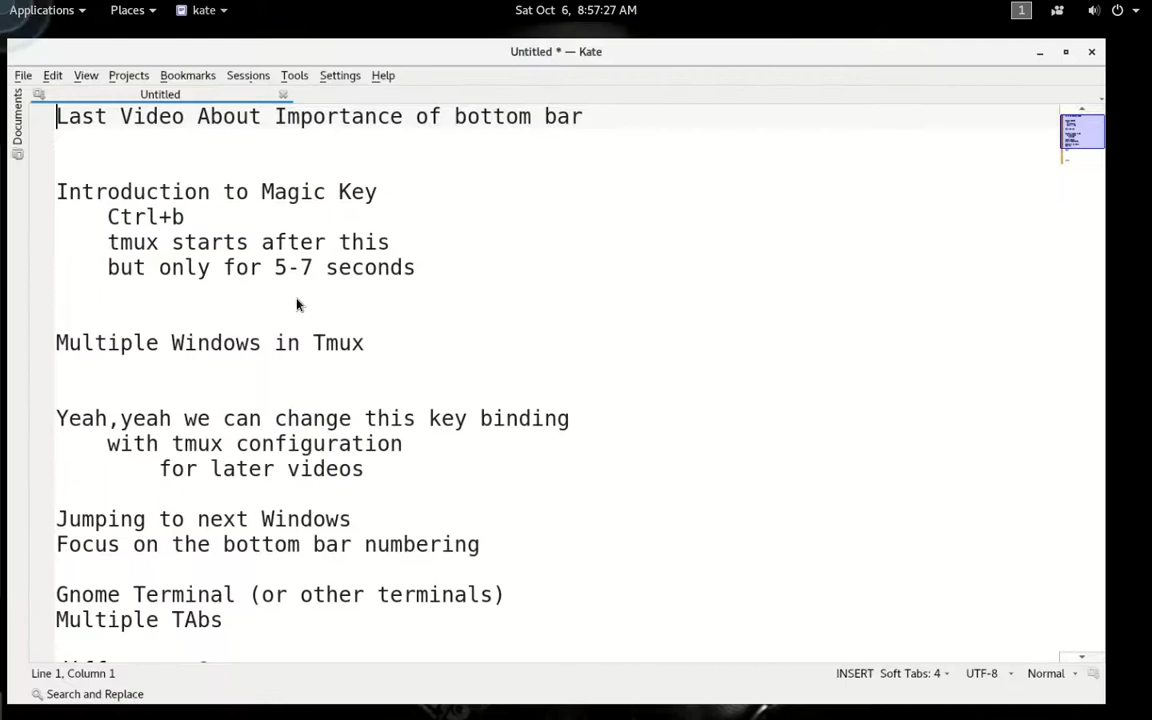 Applications Places kate Sat Oct 6, 8:57:27 AM 1
Untitled * — Kate
File Edit View Projects Bookmarks Sessions Tools Settings Help
Untitled
Documents
Last Video About Importance of bottom bar
Introduction to Magic Key
Ctrl+b
tmux starts after this
but only for 5-7 seconds
Multiple Windows in Tmux
Yeah,yeah we can change this key binding
with tmux configuration
for later videos
Jumping to next Windows
Focus on the bottom bar numbering
Gnome Terminal (or other terminals)
Multiple TAbs
Line 1, Column 1 INSERT Soft Tabs: 4 UTF-8 Normal
Search and Replace